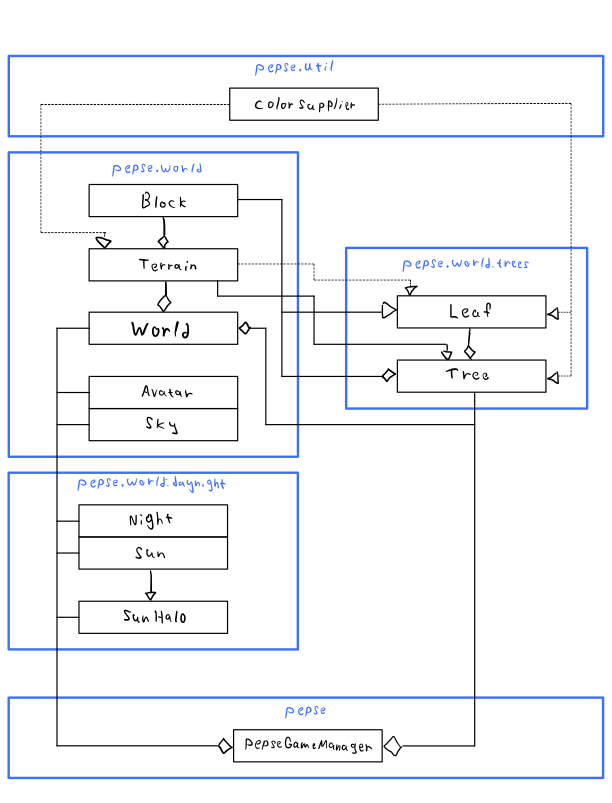 pepse.util
ColorSupplier
pepse.world
Block
Terrain
World
Avatar
Sky
pepse.world.trees
Leaf
Tree
pepse.world.daynight
Night
Sun
SunHalo
pepse
PepseGameManager